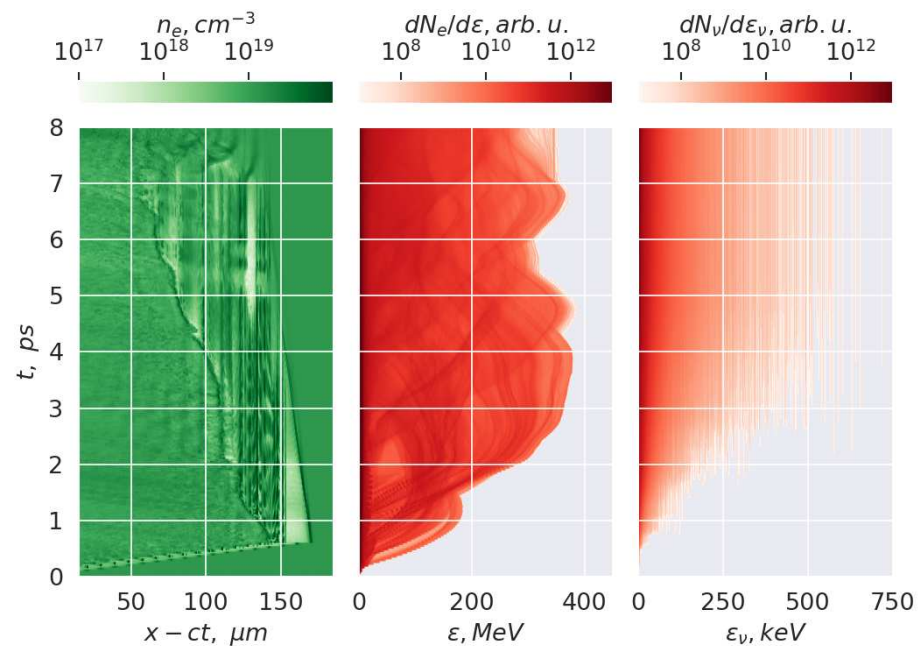 n_e, cm^{-3}
10^{17} 10^{18} 10^{19}
dN_e/dε, arb. u.
10^8 10^{10} 10^{12}
dN_ν/dε_ν, arb. u.
10^8 10^{10} 10^{12}
t, ps
8
7
6
5
4
3
2
1
0
50 100 150
x − ct, μm
0 200 400
ε, MeV
0 250 500 750
ε_ν, keV